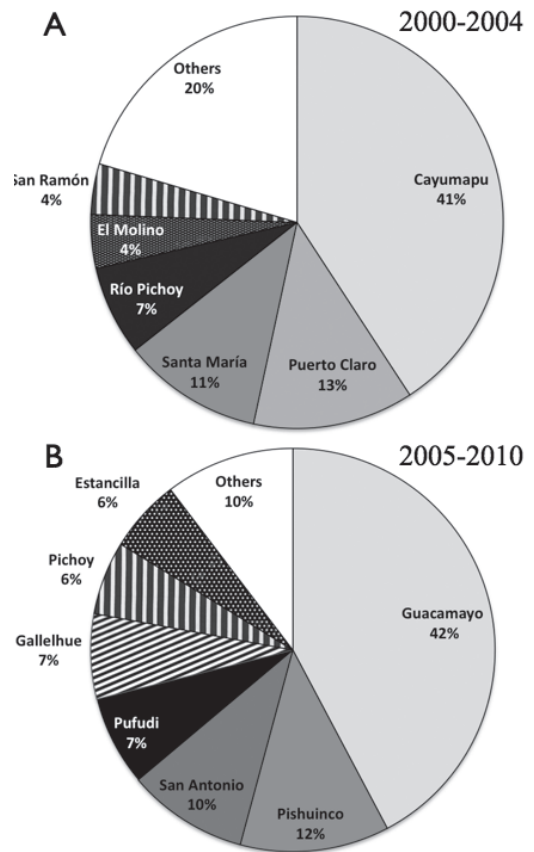 A
2000-2004
Others
20%
Cayumapu
41%
San Ramón
4%
El Molino
4%
Río Pichoy
7%
Santa María
11%
Puerto Claro
13%
B
2005-2010
Estancilla
6%
Others
10%
Pichoy
6%
Guacamayo
42%
Gallelhue
7%
Pufudi
7%
San Antonio
10%
Pishuinco
12%